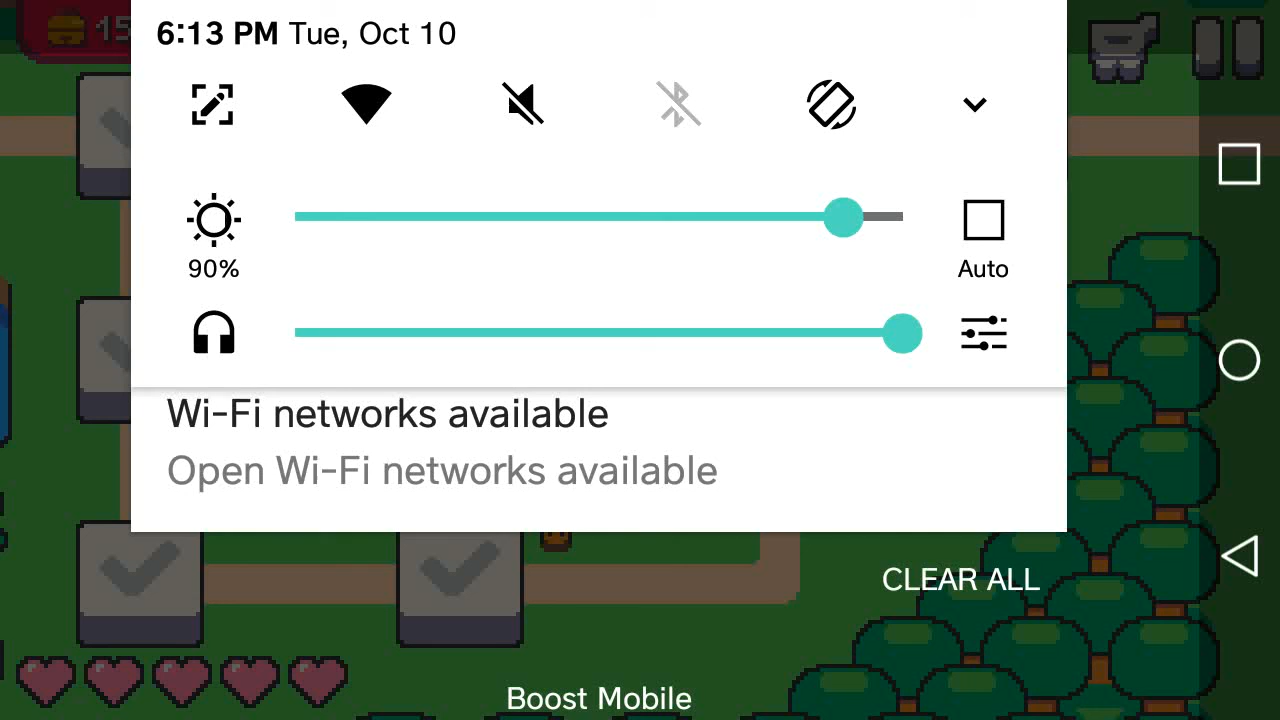 15
6:13 PM Tue, Oct 10
90%
Auto
Wi-Fi networks available
Open Wi-Fi networks available
CLEAR ALL
Boost Mobile